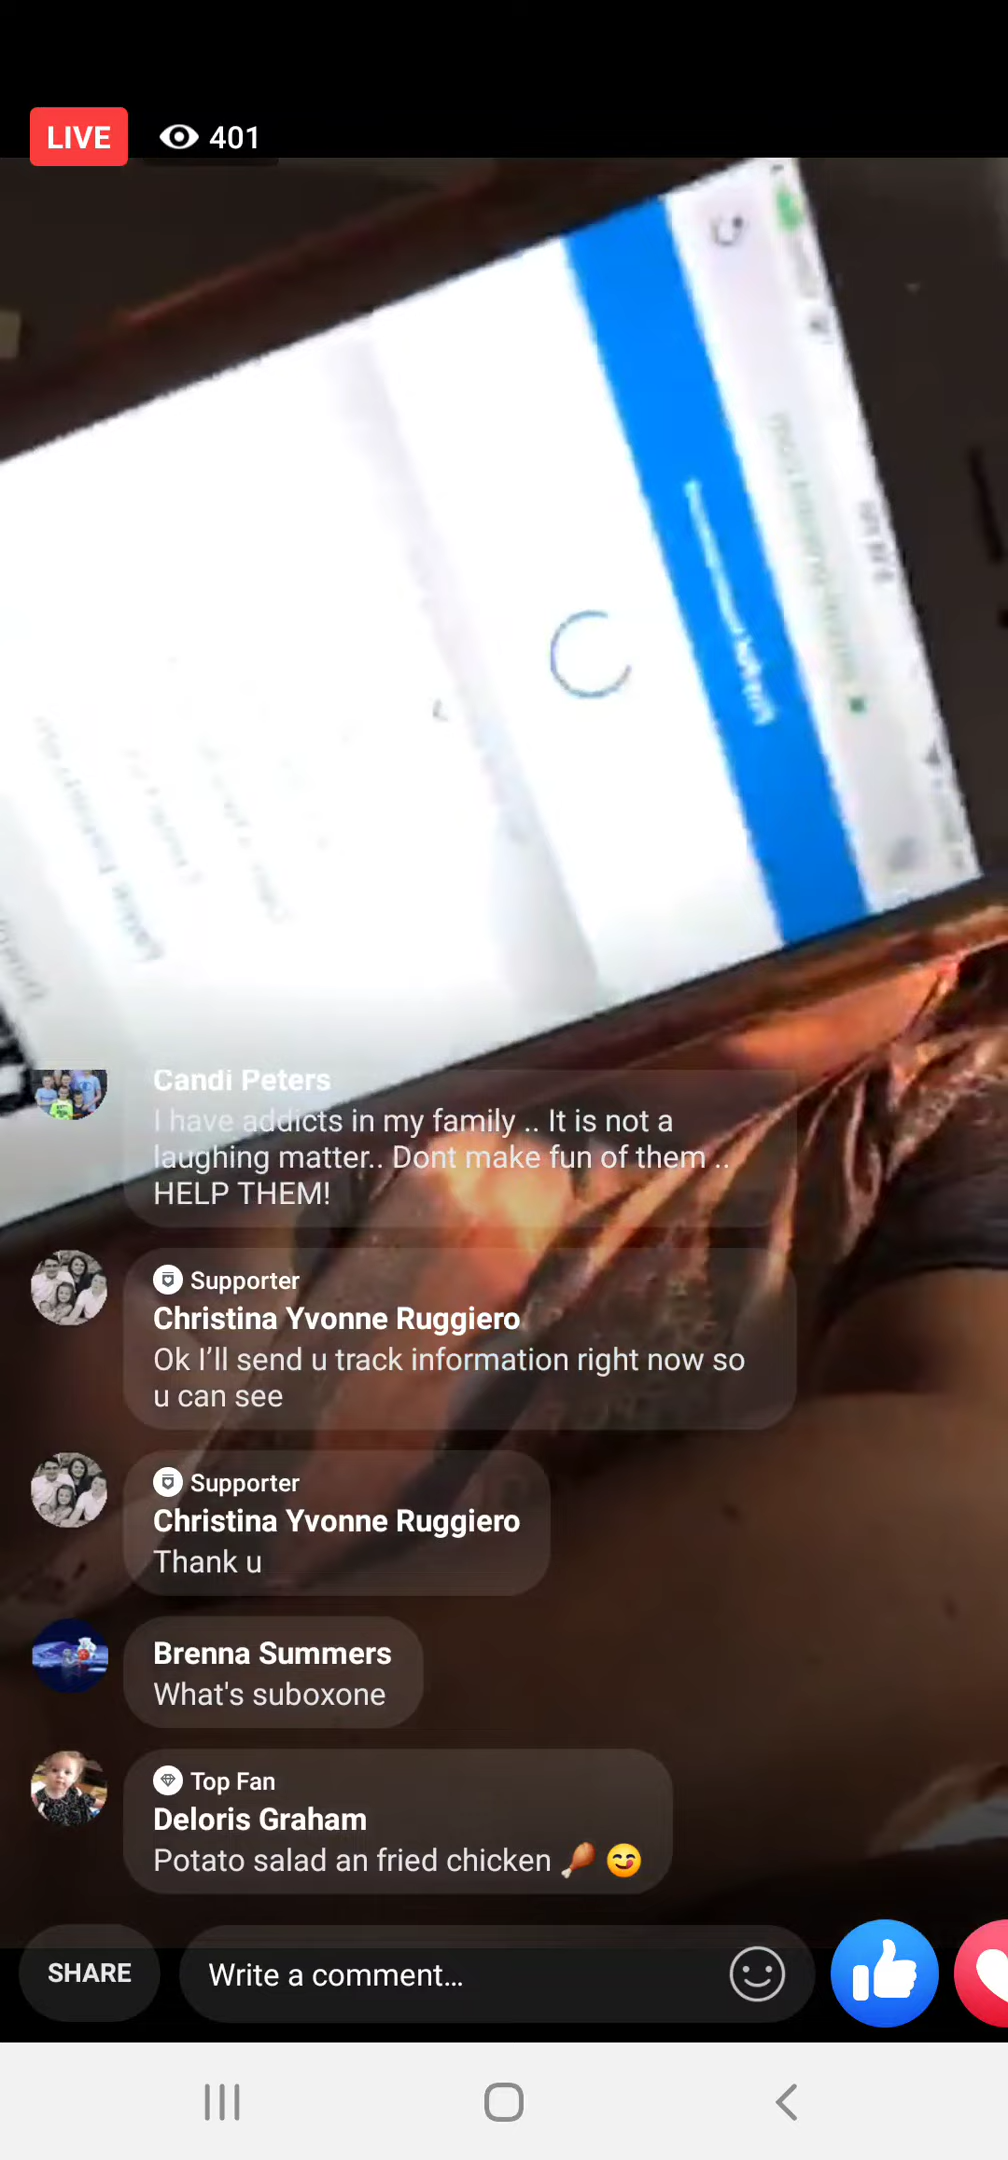 LIVE 401
Candi Peters
I have addicts in my family .. It is not a
laughing matter.. Dont make fun of them ..
HELP THEM!
Supporter
Christina Yvonne Ruggiero
Ok I’ll send u track information right now so
u can see
Supporter
Christina Yvonne Ruggiero
Thank u
Brenna Summers
What's suboxone
Top Fan
Deloris Graham
Potato salad an fried chicken 🍗 😋
SHARE Write a comment...